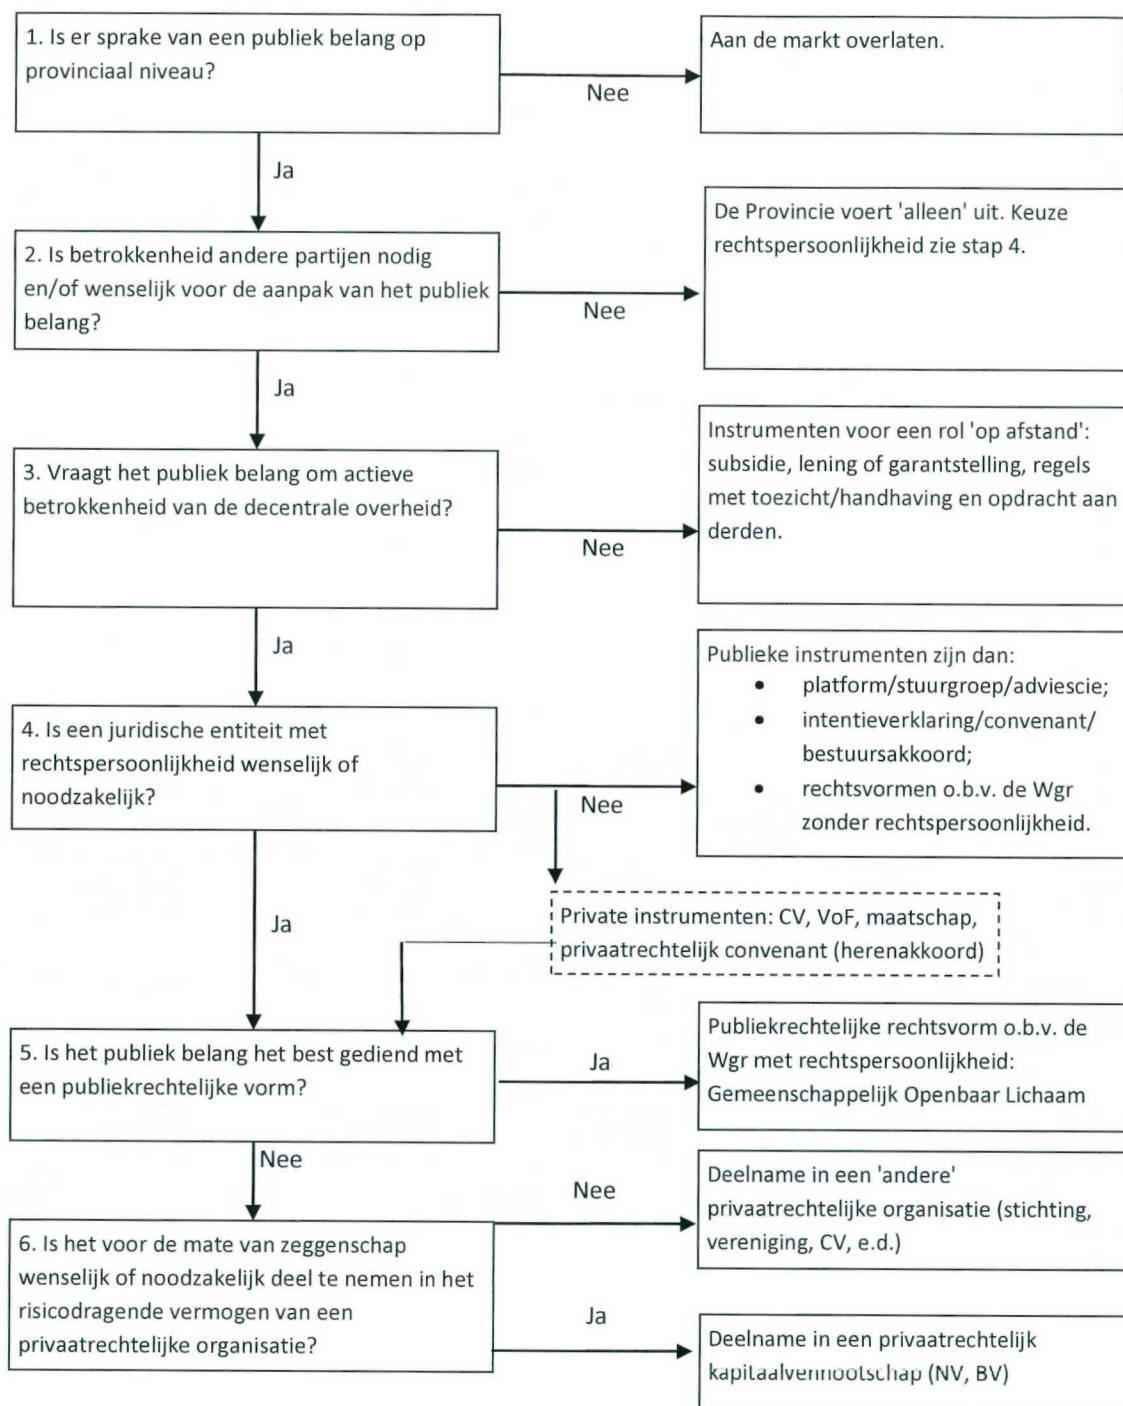 1. Is er sprake van een publiek belang op
provinciaal niveau?
Nee
Aan de markt overlaten.
Ja
2. Is betrokkenheid andere partijen nodig
en/of wenselijk voor de aanpak van het publiek
belang?
Nee
De Provincie voert 'alleen' uit. Keuze
rechtspersoonlijkheid zie stap 4.
Ja
3. Vraagt het publiek belang om actieve
betrokkenheid van de decentrale overheid?
Nee
Instrumenten voor een rol 'op afstand':
subsidie, lening of garantstelling, regels
met toezicht/handhaving en opdracht aan
derden.
Ja
4. Is een juridische entiteit met
rechtspersoonlijkheid wenselijk of
noodzakelijk?
Nee
Publieke instrumenten zijn dan:
• platform/stuurgroep/adviescie;
• intentieverklaring/convenant/
bestuursakkoord;
• rechtsvormen o.b.v. de Wgr
zonder rechtspersoonlijkheid.
Ja
Private instrumenten: CV, VoF, maatschap,
privaatrechtelijk convenant (herenakkoord)
5. Is het publiek belang het best gediend met
een publiekrechtelijke vorm?
Ja
Publiekrechtelijke rechtsvorm o.b.v. de
Wgr met rechtspersoonlijkheid:
Gemeenschappelijk Openbaar Lichaam
Nee
6. Is het voor de mate van zeggenschap
wenselijk of noodzakelijk deel te nemen in het
risicodragende vermogen van een
privaatrechtelijke organisatie?
Nee
Deelname in een 'andere'
privaatrechtelijke organisatie (stichting,
vereniging, CV, e.d.)
Ja
Deelname in een privaatrechtelijk
kapitaalvennootschap (NV, BV)